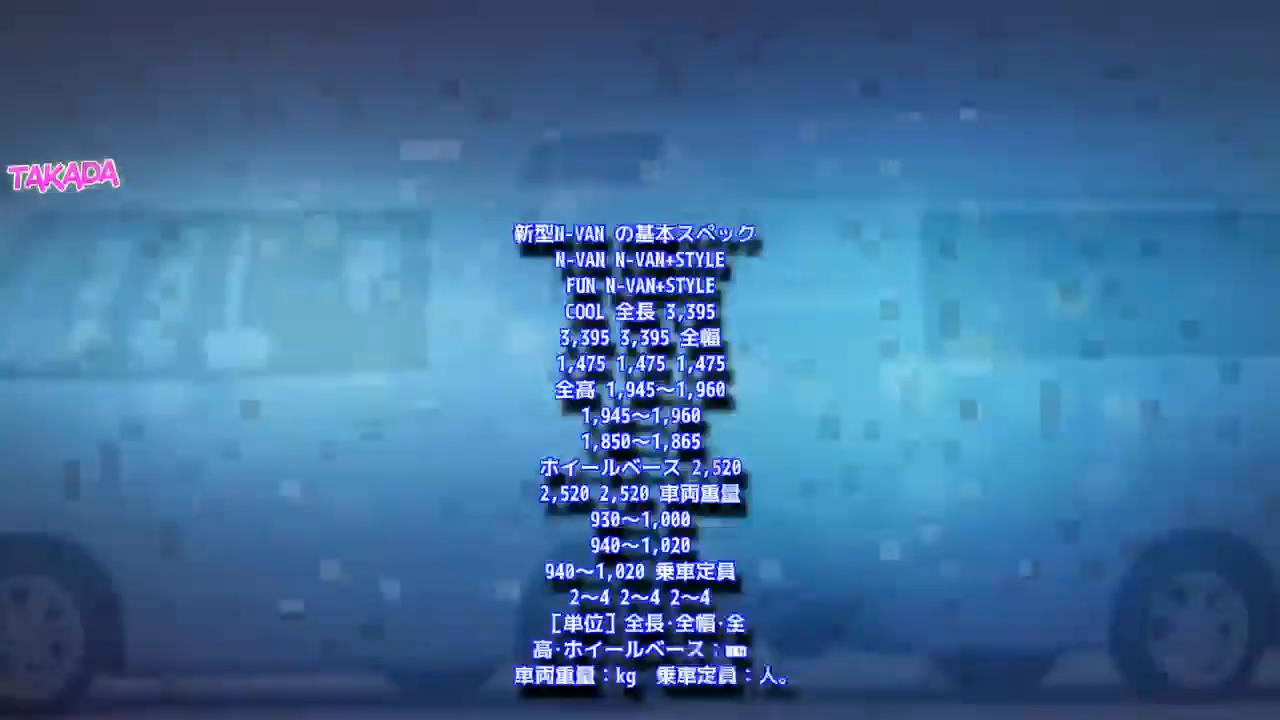 TAKADA
新型N-VAN の基本スペック
N-VAN N-VAN+STYLE
FUN N-VAN+STYLE
COOL 全長 3,395
3,395 3,395 全幅
1,475 1,475 1,475
全高 1,945～1,960
1,945～1,960
1,850～1,865
ホイールベース 2,520
2,520 2,520 車両重量
930～1,000
940～1,020
940～1,020 乗車定員
2～4 2～4 2～4
［単位］全長·全幅·全
高·ホイールベース：mm
車両重量：kg　乗車定員：人。